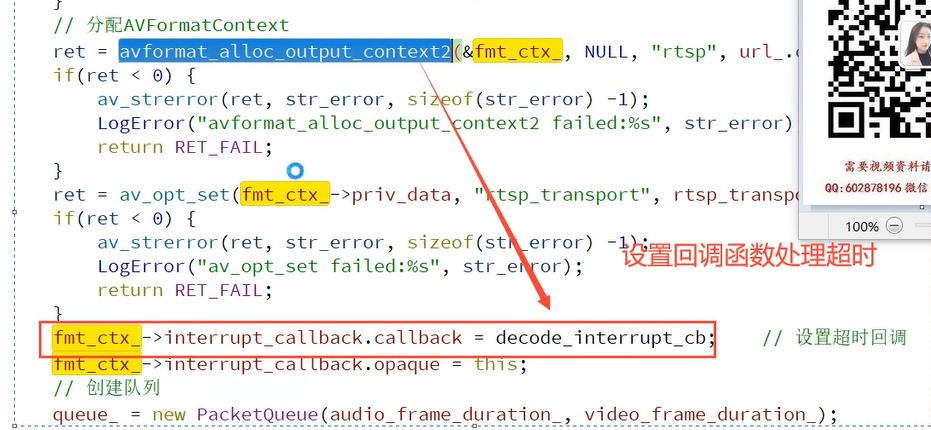 }
// 分配AVFormatContext
ret = avformat_alloc_output_context2(&fmt_ctx_, NULL, "rtsp", url_.
if(ret < 0) {
av_strerror(ret, str_error, sizeof(str_error) -1);
LogError("avformat_alloc_output_context2 failed:%s", str_error)
return RET_FAIL;
}
ret = av_opt_set(fmt_ctx_->priv_data, "rtsp_transport", rtsp_transpo
if(ret < 0) {
av_strerror(ret, str_error, sizeof(str_error) -1);
LogError("av_opt_set failed:%s", str_error);
return RET_FAIL;
}
fmt_ctx_->interrupt_callback.callback = decode_interrupt_cb; // 设置超时回调
fmt_ctx_->interrupt_callback.opaque = this;
// 创建队列
queue_ = new PacketQueue(audio_frame_duration_, video_frame_duration_);
设置回调函数处理超时
需要视频资料请
QQ:602878196 微信
100%